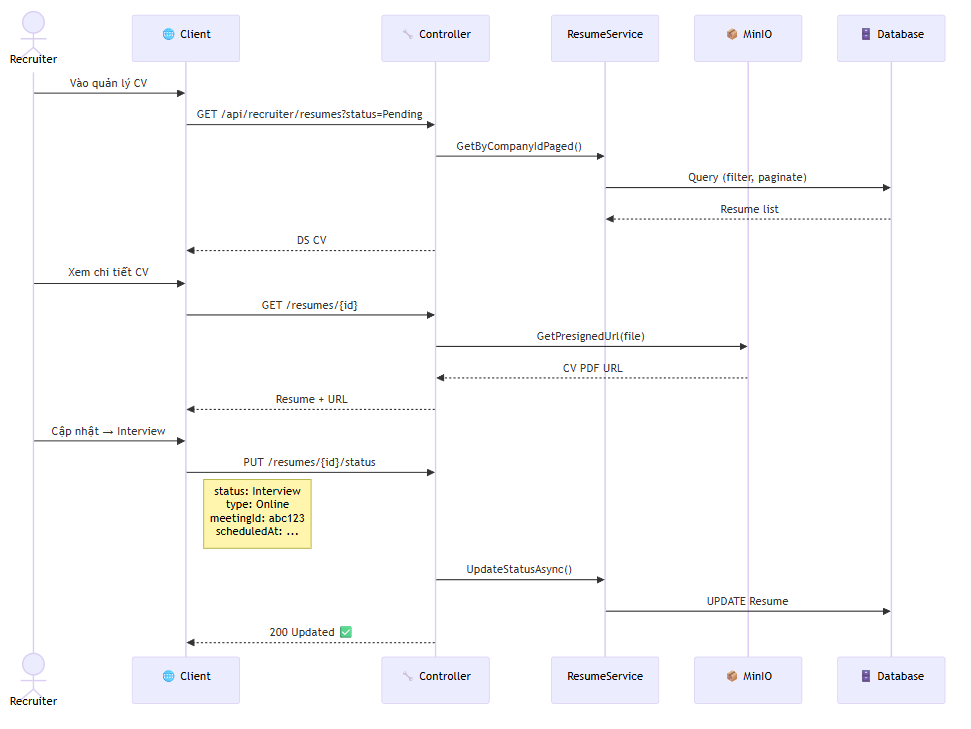 Client
Controller
ResumeService
MinIO
Database
Recruiter
Vào quản lý CV
GET /api/recruiter/resumes?status=Pending
GetByCompanyIdPaged()
Query (filter, paginate)
Resume list
DS CV
Xem chi tiết CV
GET /resumes/{id}
GetPresignedUrl(file)
CV PDF URL
Resume + URL
Cập nhật → Interview
PUT /resumes/{id}/status
status: Interview
type: Online
meetingId: abc123
scheduledAt: ...
UpdateStatusAsync()
UPDATE Resume
200 Updated ✅
Client
Controller
ResumeService
MinIO
Database
Recruiter